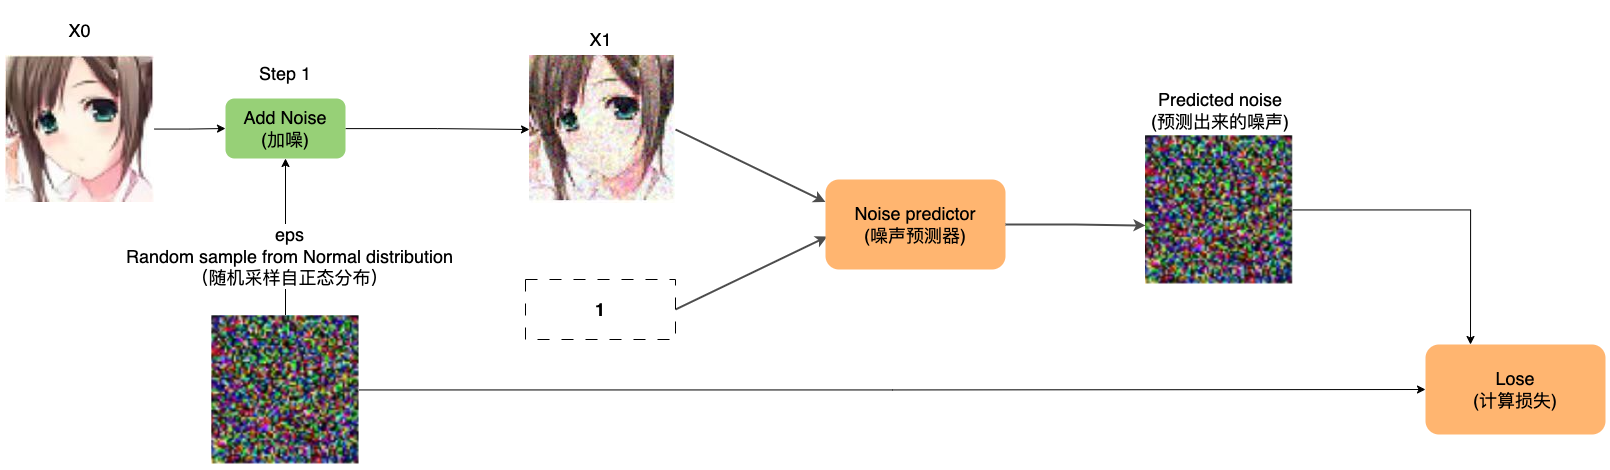 X0
Step 1
Add Noise
(加噪)
eps
Random sample from Normal distribution
（随机采样自正态分布）
X1
1
Noise predictor
(噪声预测器)
Predicted noise
(预测出来的噪声)
Lose
(计算损失)